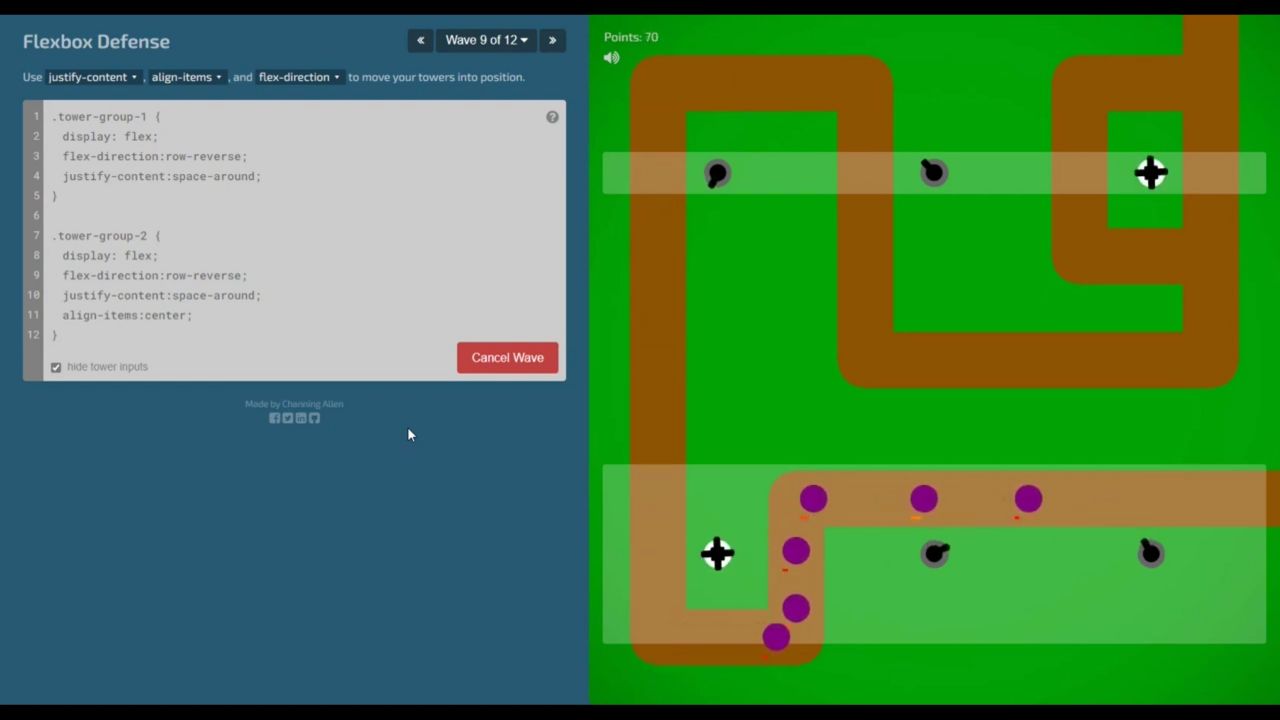 Flexbox Defense
« Wave 9 of 12 »
Use justify-content , align-items , and flex-direction to move your towers into position.
1 .tower-group-1 {
2 display: flex;
3 flex-direction:row-reverse;
4 justify-content:space-around;
5 }
6
7 .tower-group-2 {
8 display: flex;
9 flex-direction:row-reverse;
10 justify-content:space-around;
11 align-items:center;
12 }
hide tower inputs
Cancel Wave
Made by Channing Allen
Points: 70